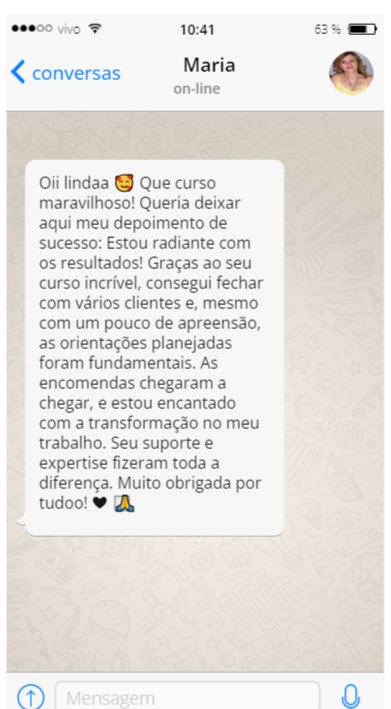 vivo 10:41 63 %
conversas Maria
on-line
Oii lindaa 🥰 Que curso
maravilhoso! Queria deixar
aqui meu depoimento de
sucesso: Estou radiante com
os resultados! Graças ao seu
curso incrível, consegui fechar
com vários clientes e, mesmo
com um pouco de apreensão,
as orientações planejadas
foram fundamentais. As
encomendas chegaram a
chegar, e estou encantado
com a transformação no meu
trabalho. Seu suporte e
expertise fizeram toda a
diferença. Muito obrigada por
tudoo! 🖤 🙏
Mensagem